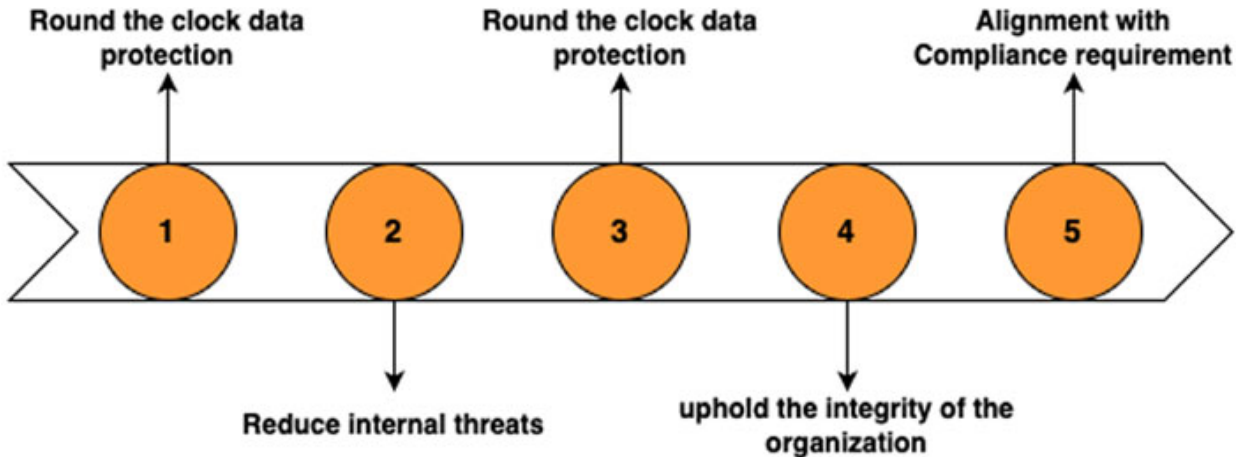 Round the clock data
protection
Round the clock data
protection
Alignment with
Compliance requirement
1
2
3
4
5
Reduce internal threats
uphold the integrity of the
organization